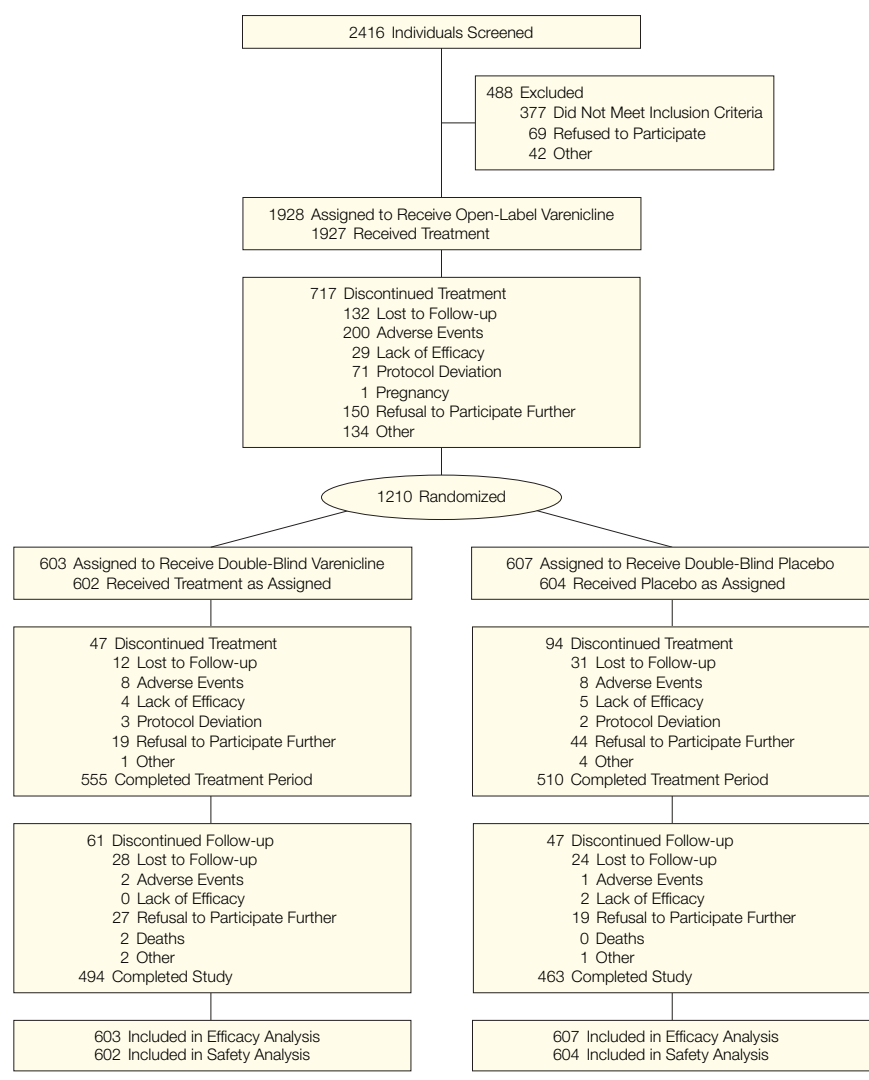 2416 Individuals Screened
488 Excluded
377 Did Not Meet Inclusion Criteria
69 Refused to Participate
42 Other
1928 Assigned to Receive Open-Label Varenicline
1927 Received Treatment
717 Discontinued Treatment
132 Lost to Follow-up
200 Adverse Events
29 Lack of Efficacy
71 Protocol Deviation
1 Pregnancy
150 Refusal to Participate Further
134 Other
1210 Randomized
603 Assigned to Receive Double-Blind Varenicline
602 Received Treatment as Assigned
47 Discontinued Treatment
12 Lost to Follow-up
8 Adverse Events
4 Lack of Efficacy
3 Protocol Deviation
19 Refusal to Participate Further
1 Other
555 Completed Treatment Period
61 Discontinued Follow-up
28 Lost to Follow-up
2 Adverse Events
0 Lack of Efficacy
27 Refusal to Participate Further
2 Deaths
2 Other
494 Completed Study
603 Included in Efficacy Analysis
602 Included in Safety Analysis
607 Assigned to Receive Double-Blind Placebo
604 Received Placebo as Assigned
94 Discontinued Treatment
31 Lost to Follow-up
8 Adverse Events
5 Lack of Efficacy
2 Protocol Deviation
44 Refusal to Participate Further
4 Other
510 Completed Treatment Period
47 Discontinued Follow-up
24 Lost to Follow-up
1 Adverse Events
2 Lack of Efficacy
19 Refusal to Participate Further
0 Deaths
1 Other
463 Completed Study
607 Included in Efficacy Analysis
604 Included in Safety Analysis